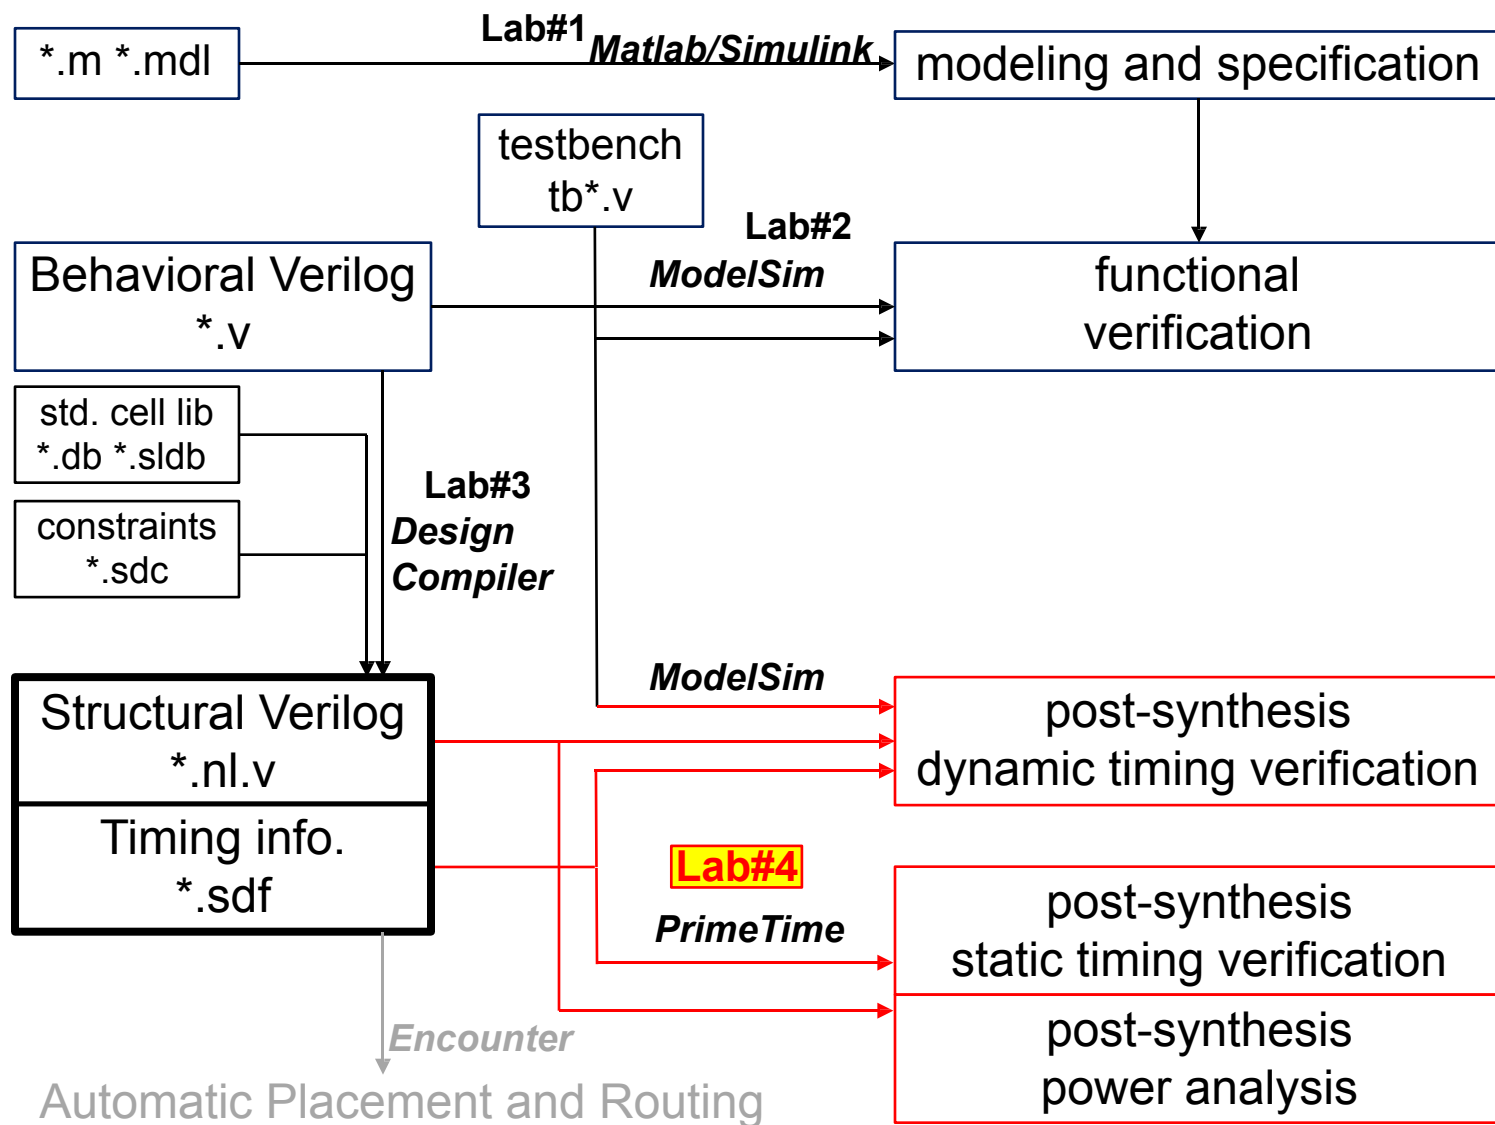 Lab#1
*.m *.mdl
Matlab/Simulink
modeling and specification
testbench
tb*.v
Lab#2
ModelSim
Behavioral Verilog
*.v
functional
verification
std. cell lib
*.db *.sldb
constraints
*.sdc
Lab#3
Design
Compiler
ModelSim
Structural Verilog
*.nl.v
Timing info.
*.sdf
post-synthesis
dynamic timing verification
Lab#4
PrimeTime
post-synthesis
static timing verification
post-synthesis
power analysis
Encounter
Automatic Placement and Routing